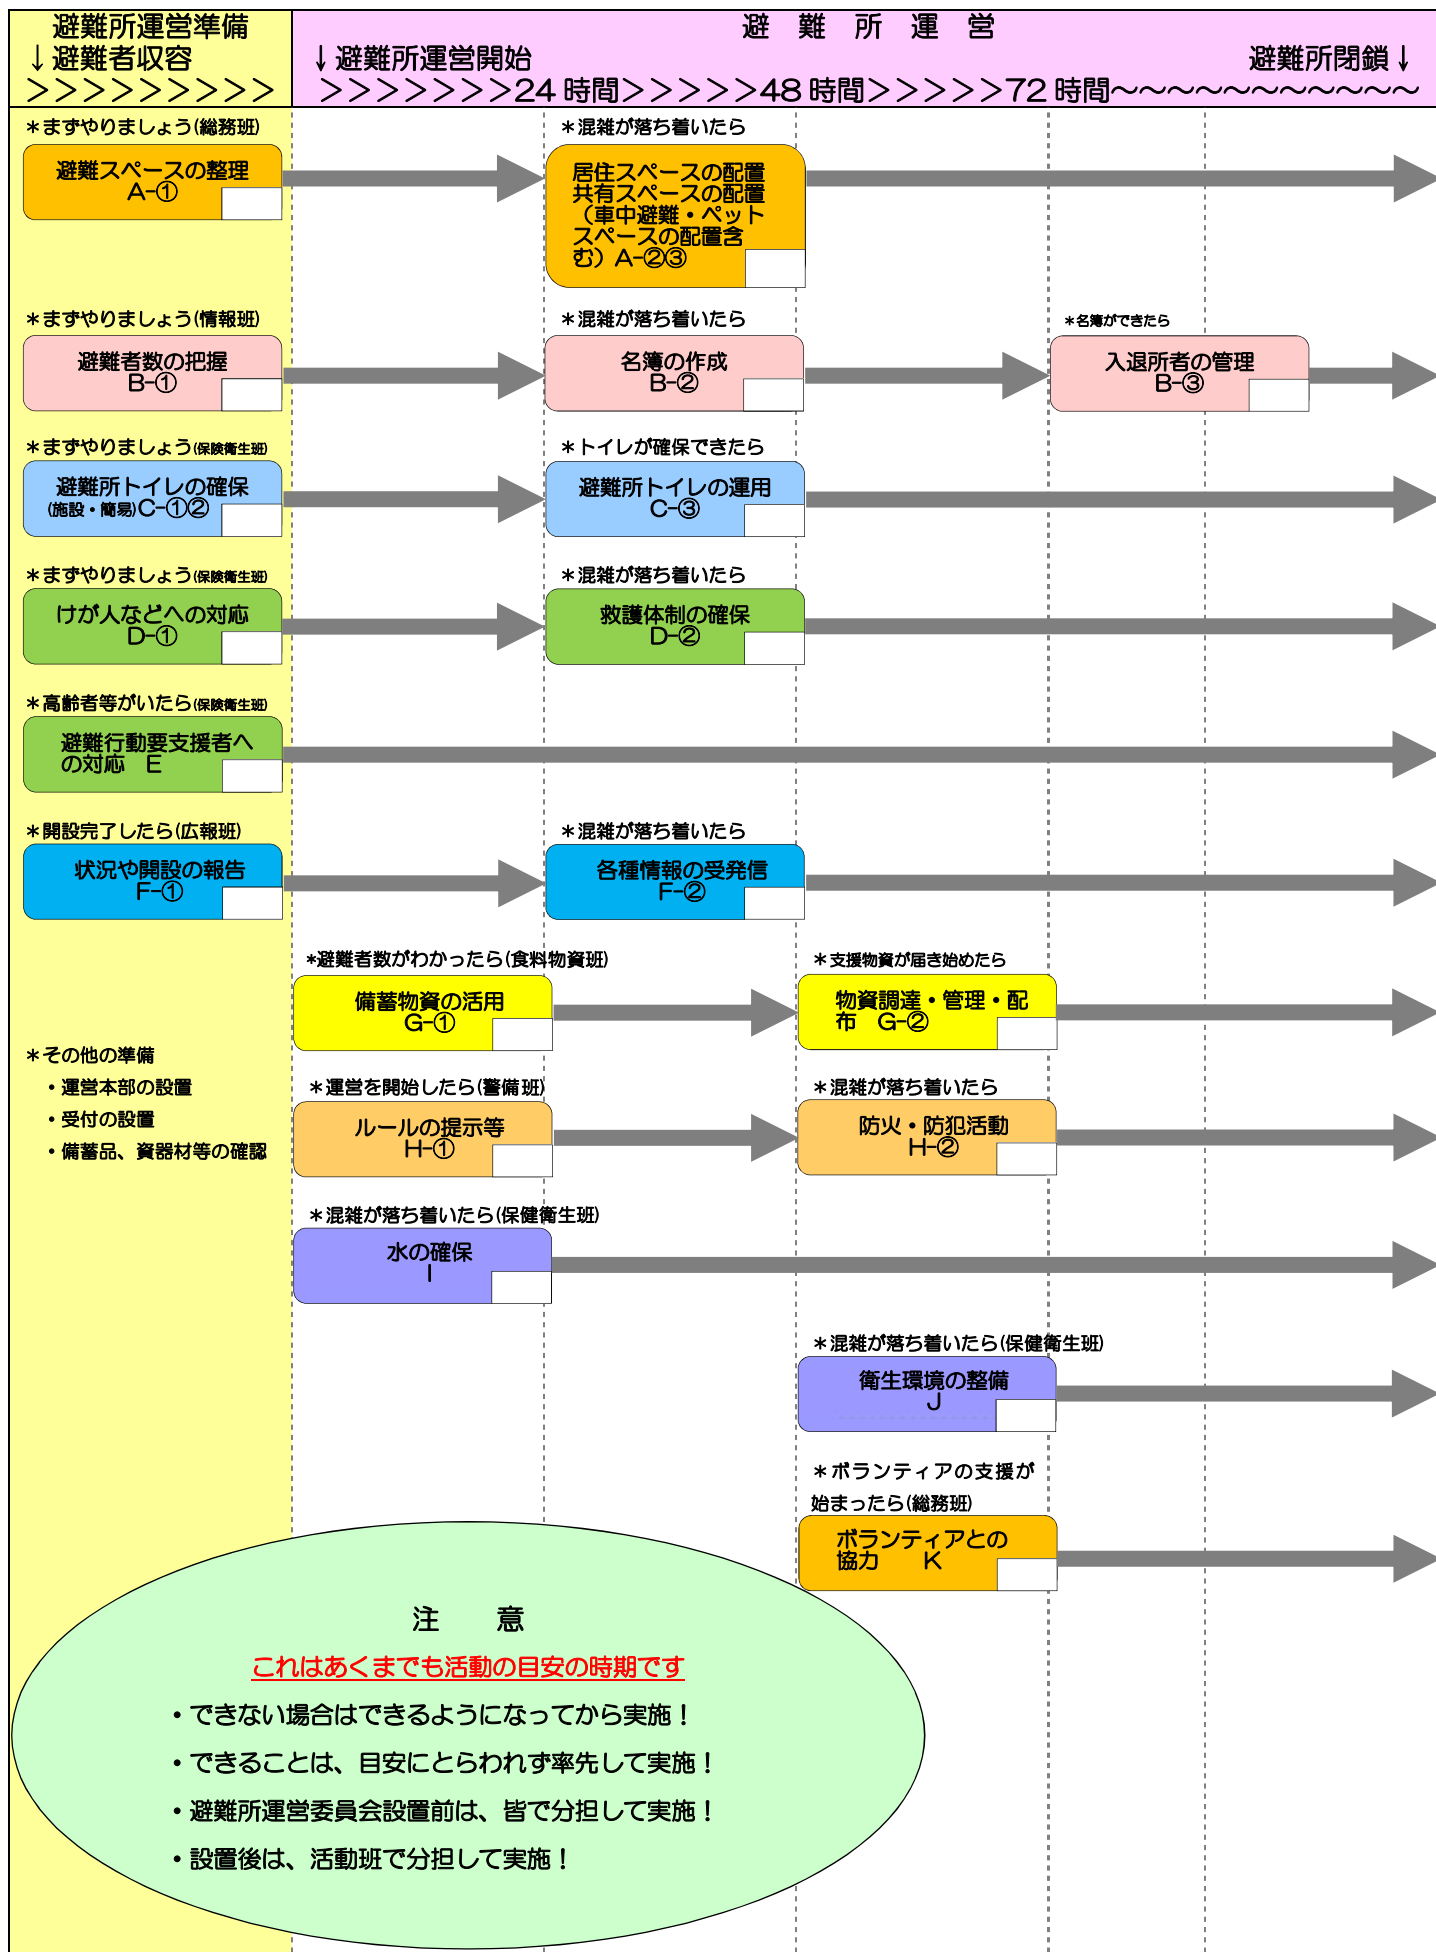 避難所運営準備
↓避難者収容
＞＞＞＞＞＞＞＞＞
避　難　所　運　営
↓避難所運営開始
避難所閉鎖↓
＞＞＞＞＞＞＞24 時間＞＞＞＞＞48 時間＞＞＞＞＞72 時間～～～～～～～～～～～
＊まずやりましょう(総務班)
避難スペースの整理
A-①
＊混雑が落ち着いたら
居住スペースの配置
共有スペースの配置
（車中避難・ペット
スペースの配置含
む）A-②③
＊まずやりましょう(情報班)
避難者数の把握
B-①
＊混雑が落ち着いたら
名簿の作成
B-②
＊名簿ができたら
入退所者の管理
B-③
＊まずやりましょう(保険衛生班)
避難所トイレの確保
(施設・簡易)C-①②
＊トイレが確保できたら
避難所トイレの運用
C-③
＊まずやりましょう(保険衛生班)
けが人などへの対応
D-①
＊混雑が落ち着いたら
救護体制の確保
D-②
＊高齢者等がいたら(保険衛生班)
避難行動要支援者へ
の対応　E
＊開設完了したら(広報班)
状況や開設の報告
F-①
＊混雑が落ち着いたら
各種情報の受発信
F-②
*避難者数がわかったら(食料物資班)
備蓄物資の活用
G-①
＊支援物資が届き始めたら
物資調達・管理・配
布　G-②
＊その他の準備
・運営本部の設置
・受付の設置
・備蓄品、資器材等の確認
＊運営を開始したら(警備班)
ルールの提示等
H-①
＊混雑が落ち着いたら
防火・防犯活動
H-②
＊混雑が落ち着いたら(保健衛生班)
水の確保
I
＊混雑が落ち着いたら(保健衛生班)
衛生環境の整備
J
＊ボランティアの支援が
始まったら(総務班)
ボランティアとの
協力　　K
注　　意
これはあくまでも活動の目安の時期です
・できない場合はできるようになってから実施！
・できることは、目安にとらわれず率先して実施！
・避難所運営委員会設置前は、皆で分担して実施！
・設置後は、活動班で分担して実施！